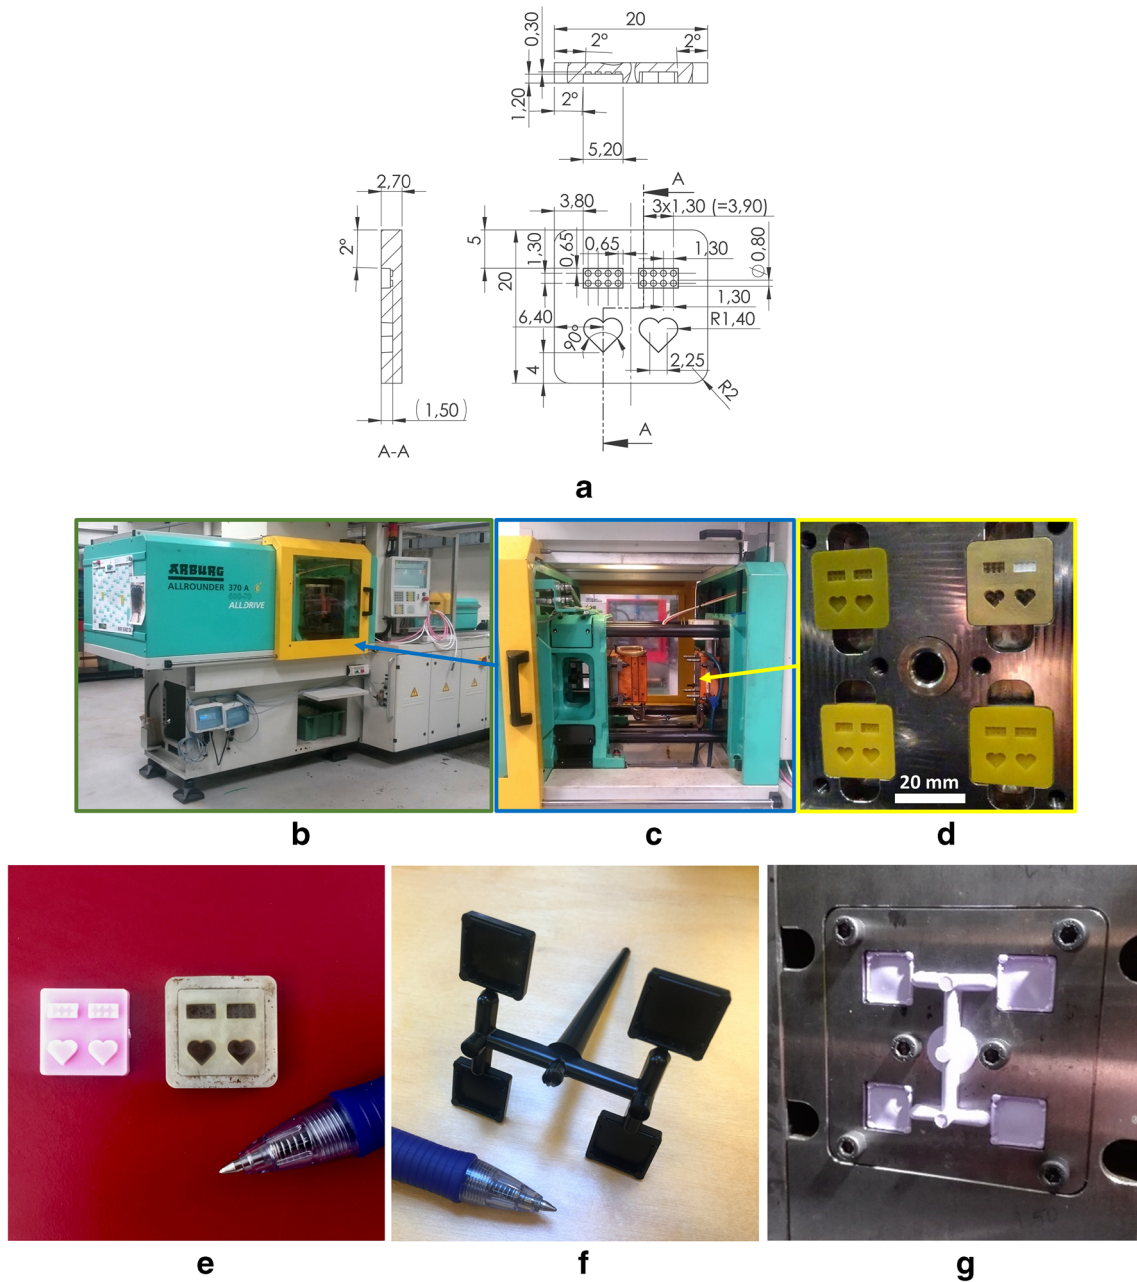 20
0,30
2°
2°
1,20
2°
5,20
A
2,70
3,80
3x1,30 (=3,90)
5
2°
1,30
0,65
0,65
1,30
Ø0,80
20
1,30
6,40
R1,40
90°
2,25
4
R2
(1,50)
A
A-A
a
ARBURG
ALLROUNDER 370 A
ALLDRIVE
20 mm
b
c
d
e
f
g